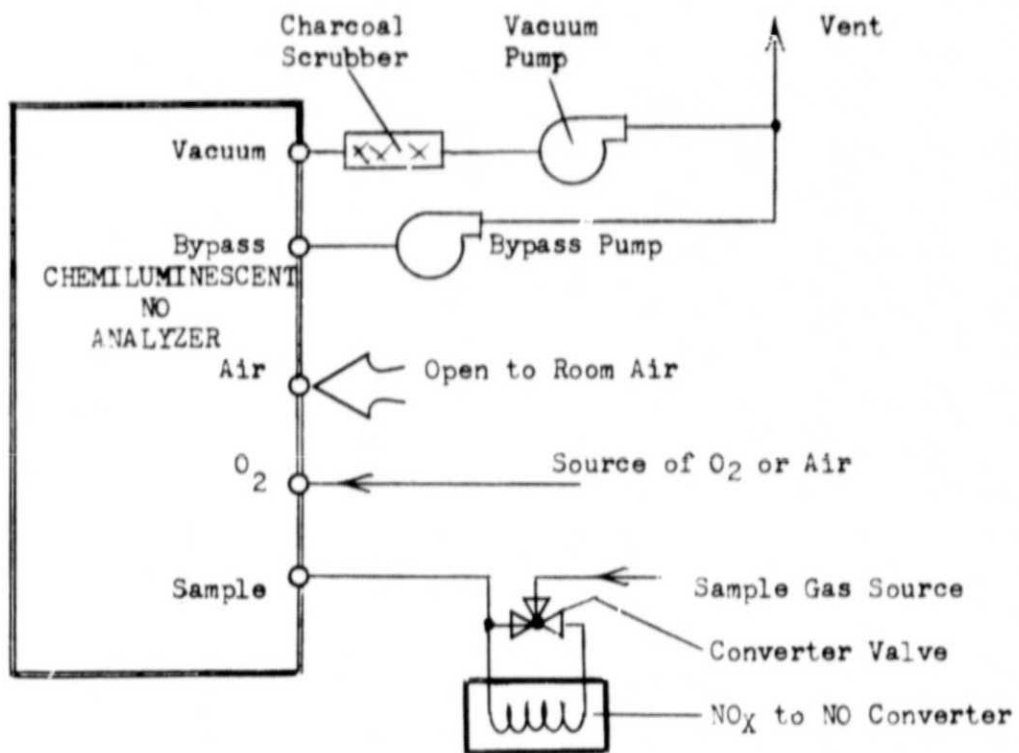 Charcoal
Scrubber
Vacuum
Pump
Vent
Vacuum
Bypass
Bypass Pump
CHEMILUMINESCENT
NO
ANALYZER
Air
Open to Room Air
O₂
Source of O₂ or Air
Sample
Sample Gas Source
Converter Valve
NOₓ to NO Converter